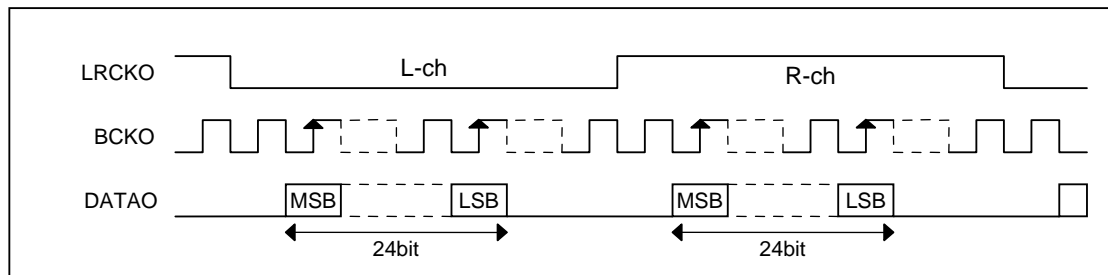 LRCKO
L-ch
R-ch
BCKO
DATAO
MSB
LSB
MSB
LSB
24bit
24bit